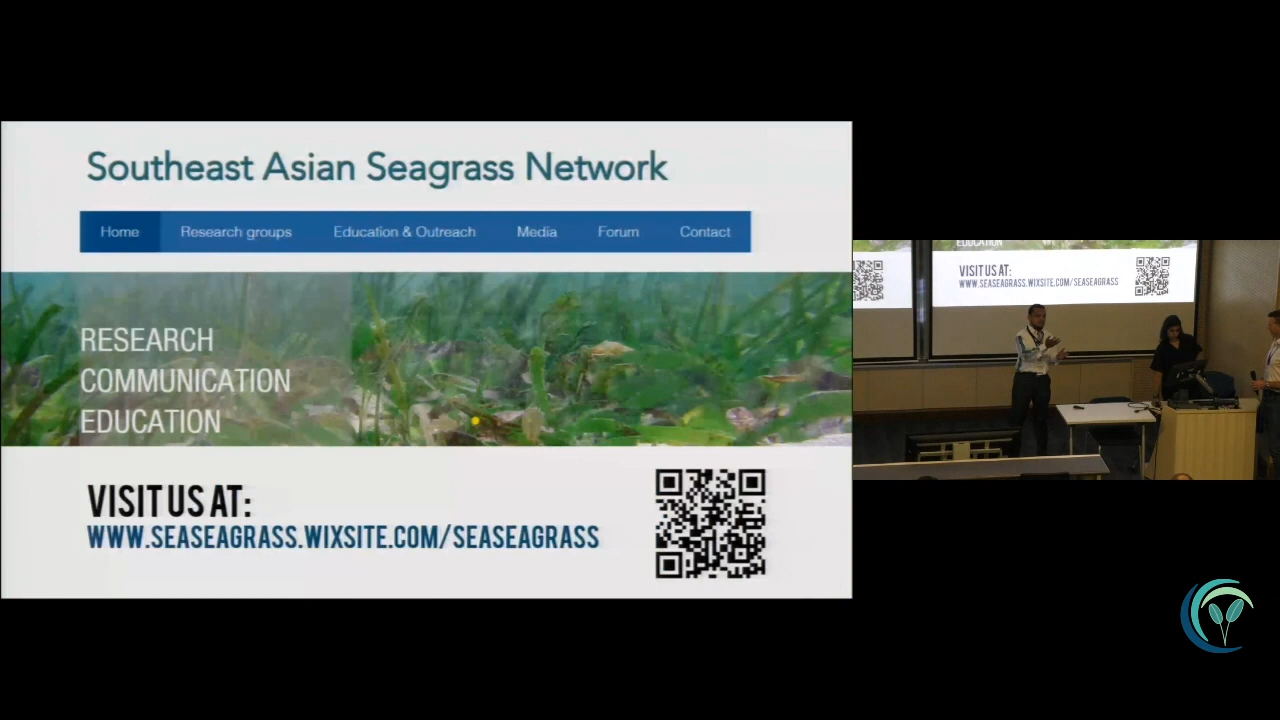 Southeast Asian Seagrass Network
Home Research groups Education & Outreach Media Forum Contact
RESEARCH
COMMUNICATION
EDUCATION
VISIT US AT:
WWW.SEASEAGRASS.WIXSITE.COM/SEASEAGRASS
EDUCATION
VISIT US AT:
WWW.SEASEAGRASS.WIXSITE.COM/SEASEAGRASS